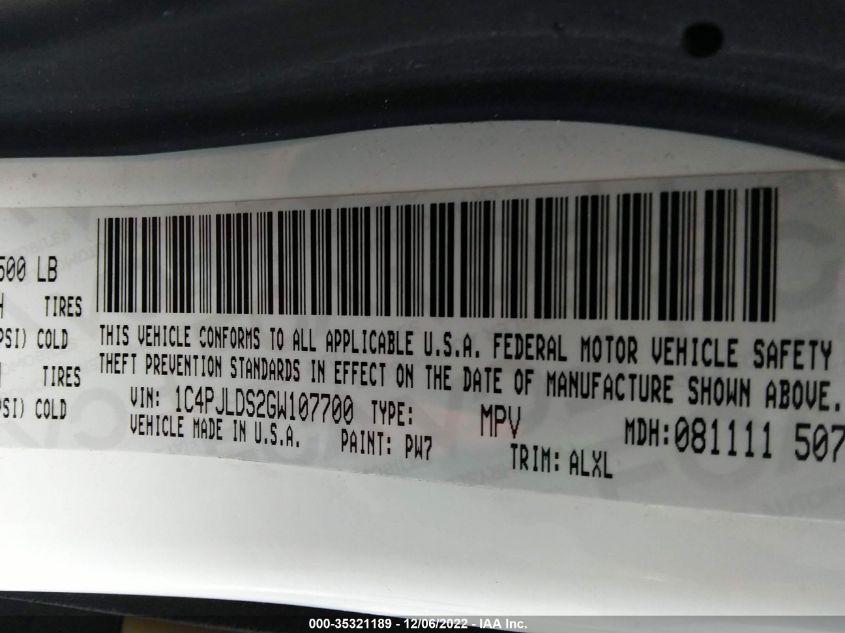 500 LB
TIRES
PSI) COLD
TIRES
PSI) COLD
THIS VEHICLE CONFORMS TO ALL APPLICABLE U.S.A. FEDERAL MOTOR VEHICLE SAFETY
THEFT PREVENTION STANDARDS IN EFFECT ON THE DATE OF MANUFACTURE SHOWN ABOVE.
VIN: 1C4PJLDS2GW107700 TYPE: MPV MDH: 081111 507
VEHICLE MADE IN U.S.A. PAINT: PW7 TRIM: ALXL
000-35321189 - 12/06/2022 - IAA Inc.